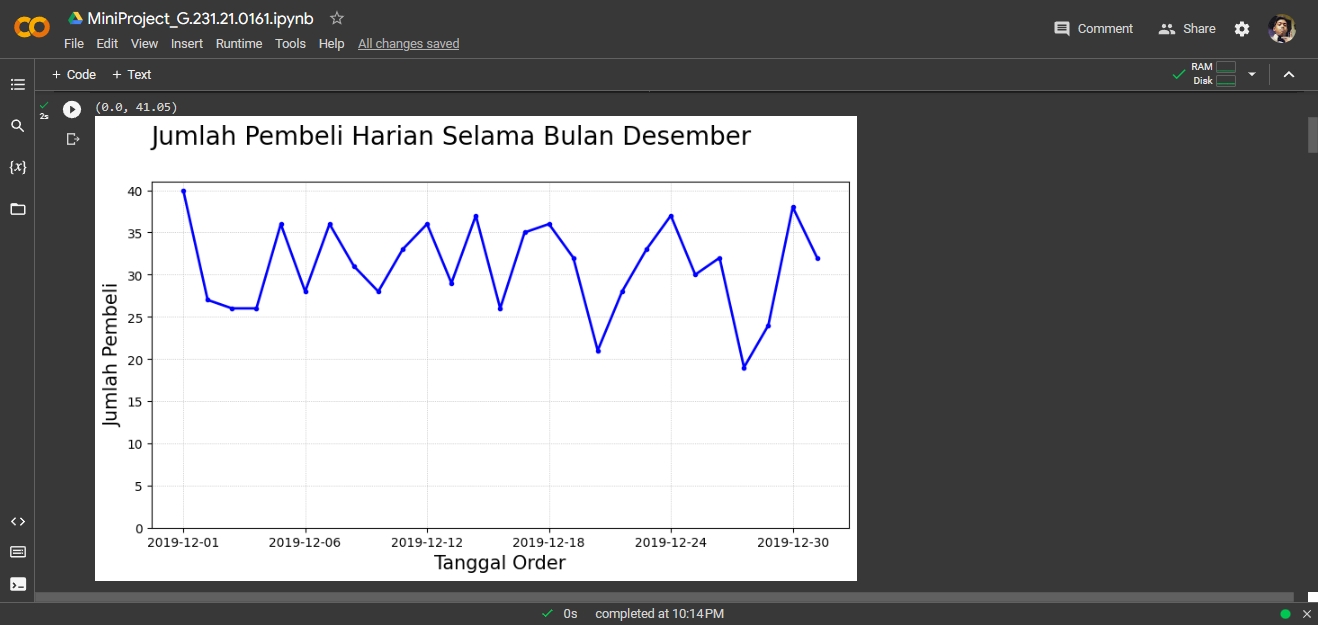 MiniProject_G.231.21.0161.ipynb
Comment
Share
File Edit View Insert Runtime Tools Help All changes saved
+ Code + Text
RAM
Disk
2s
(0.0, 41.05)
{x}
Jumlah Pembeli Harian Selama Bulan Desember
Jumlah Pembeli
40
35
30
25
20
15
10
5
0
2019-12-01 2019-12-06 2019-12-12 2019-12-18 2019-12-24 2019-12-30
Tanggal Order
0s completed at 10:14 PM